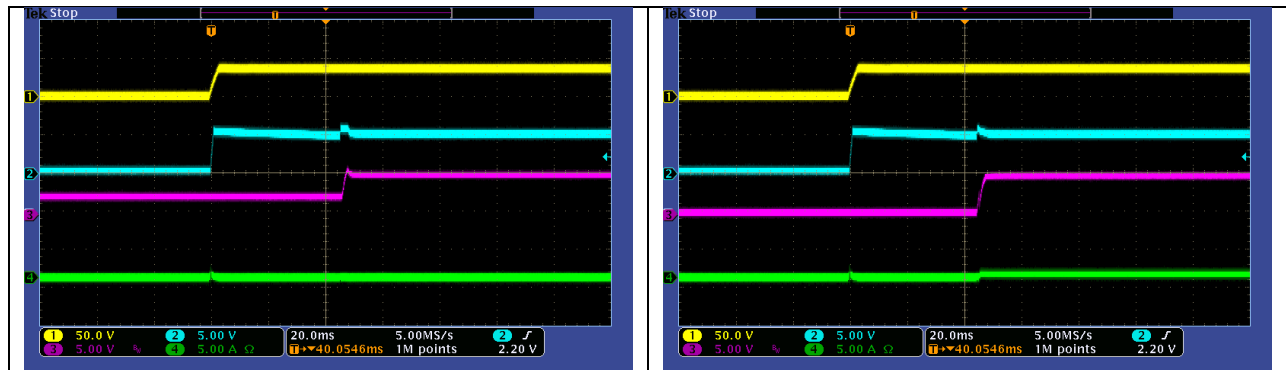 Tek Stop
T
T
1
2
3
4
1 50.0 V 2 5.00 V 20.0ms 5.00MS/s 2
3 5.00 V 4 5.00 A Ω T→▼40.0546ms 1M points 2.20 V
Tek Stop
T
T
1
2
3
4
1 50.0 V 2 5.00 V 20.0ms 5.00MS/s 2
3 5.00 V 4 5.00 A Ω T→▼40.0546ms 1M points 2.20 V